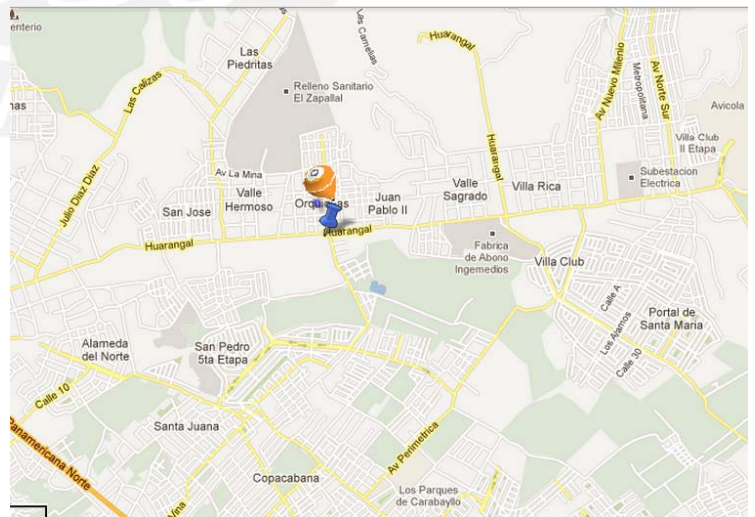 enterio
Las Camelias
Huarangal
Las
Piedritas
Relleno Sanitario
El Zapallal
Las Calizas
nas
Huarangal
Av Nuevo Milenio
Metropolitana
Av Norte Sur
Avicola
Villa Club
II Etapa
Av La Mina
Valle
Hermoso
Juan
Pablo II
Valle
Sagrado
Villa Rica
Subestacion
Electrica
Julio Diaz Diaz
San Jose
Huarangal
Huarangal
Fabrica
de Abono
Ingemedios
Villa Club
Calle A
Los Alamos
Calle 30
Portal de
Santa Maria
Alameda
del Norte
San Pedro
5ta Etapa
Calle 10
Santa Juana
Panamericana Norte
Av Perimetrica
Copacabana
Los Parques
de Carabayllo